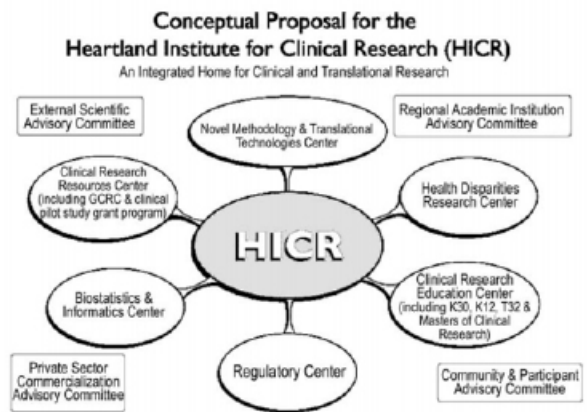 Conceptual Proposal for the
Heartland Institute for Clinical Research (HICR)
An Integrated Home for Clinical and Translational Research
External Scientific
Advisory Committee
Novel Methodology & Translational
Technologies Center
Regional Academic Institution
Advisory Committee
Clinical Research
Resources Center
(including GCRC & clinical
pilot study grant program)
Health Disparities
Research Center
HICR
Biostatistics &
Informatics Center
Clinical Research
Education Center
(including K30, K12, T32 &
Masters of Clinical
Research)
Regulatory Center
Private Sector
Commercialization
Advisory Committee
Community & Participant
Advisory Committee